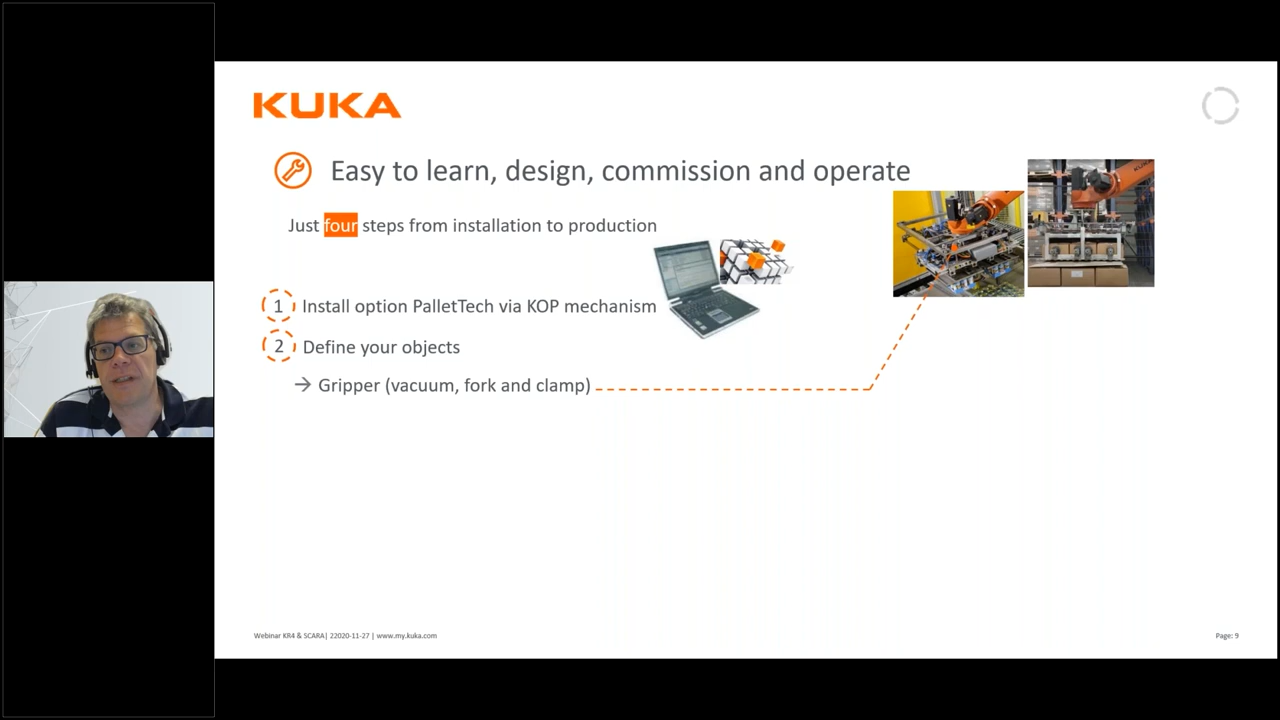 KUKA
Easy to learn, design, commission and operate
Just four steps from installation to production
1 Install option PalletTech via KOP mechanism
2 Define your objects
→ Gripper (vacuum, fork and clamp)
Webinar KR4 & SCARA| 22020-11-27 | www.my.kuka.com
Page: 9